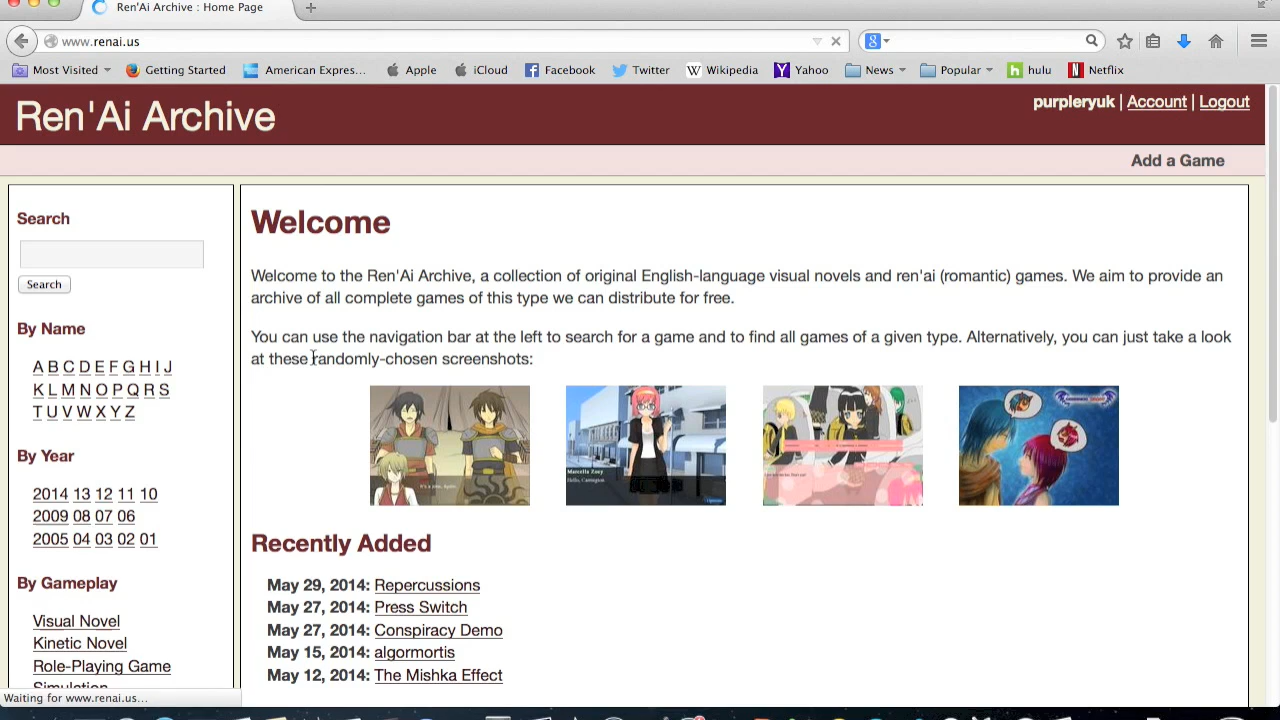 Ren'Ai Archive : Home Page
www.renai.us
Most Visited
Getting Started
American Expres...
Apple
iCloud
Facebook
Twitter
Wikipedia
Yahoo
News
Popular
hulu
Netflix
Ren'Ai Archive
purpleryuk | Account | Logout
Add a Game
Search
Search
By Name
A B C D E F G H I J
K L M N O P Q R S
T U V W X Y Z
By Year
2014 13 12 11 10
2009 08 07 06
2005 04 03 02 01
By Gameplay
Visual Novel
Kinetic Novel
Role-Playing Game
Simulation
Welcome
Welcome to the Ren'Ai Archive, a collection of original English-language visual novels and ren'ai (romantic) games. We aim to provide an
archive of all complete games of this type we can distribute for free.
You can use the navigation bar at the left to search for a game and to find all games of a given type. Alternatively, you can just take a look
at these randomly-chosen screenshots:
Hello, Cassington
Recently Added
May 29, 2014: Repercussions
May 27, 2014: Press Switch
May 27, 2014: Conspiracy Demo
May 15, 2014: algormortis
May 12, 2014: The Mishka Effect
Waiting for www.renai.us...